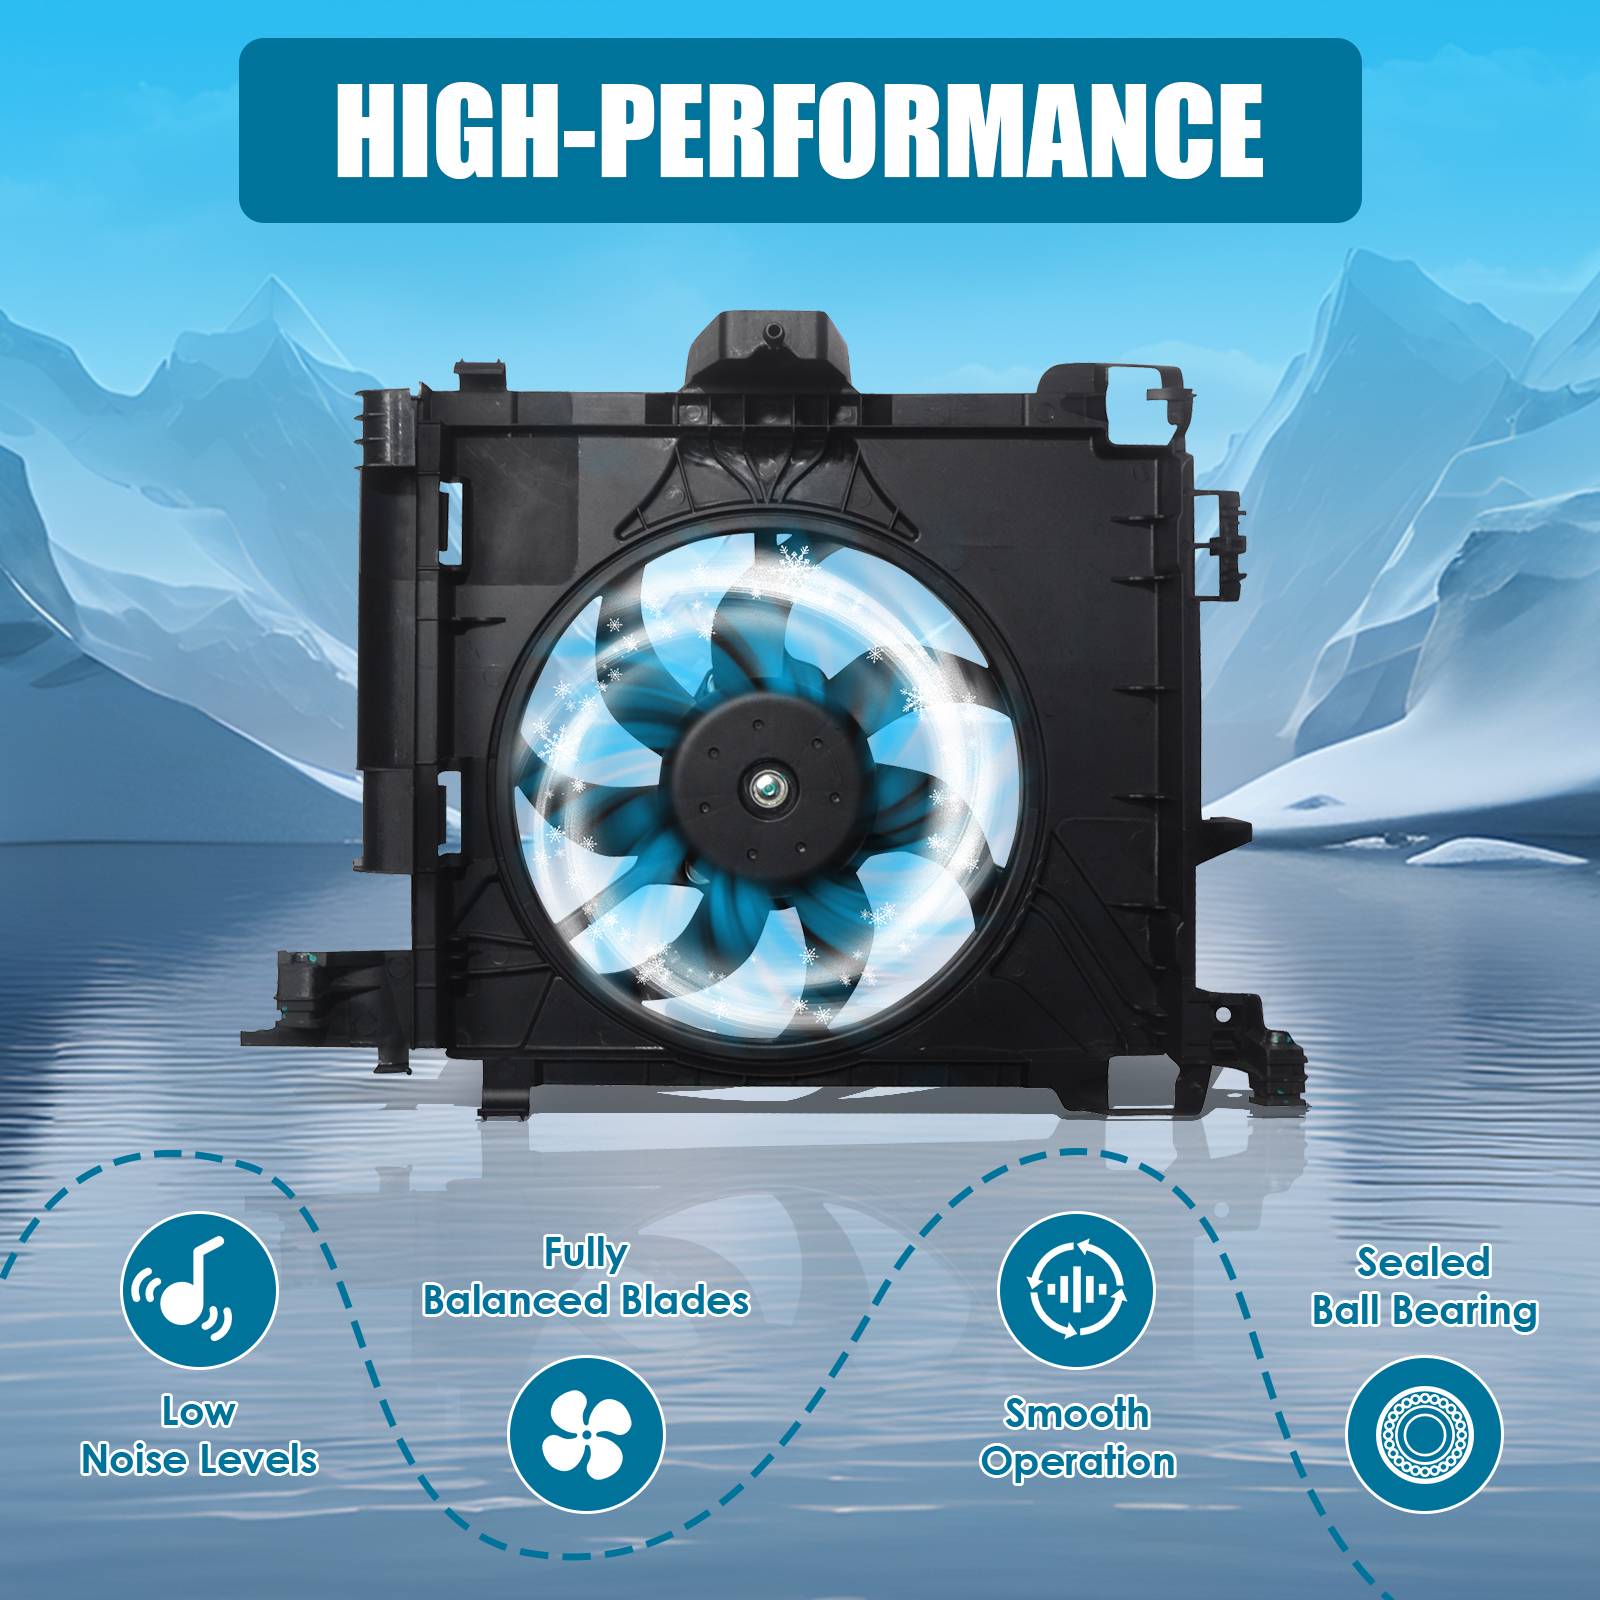 HIGH-PERFORMANCE
Low
Noise Levels
Fully
Balanced Blades
Smooth
Operation
Sealed
Ball Bearing